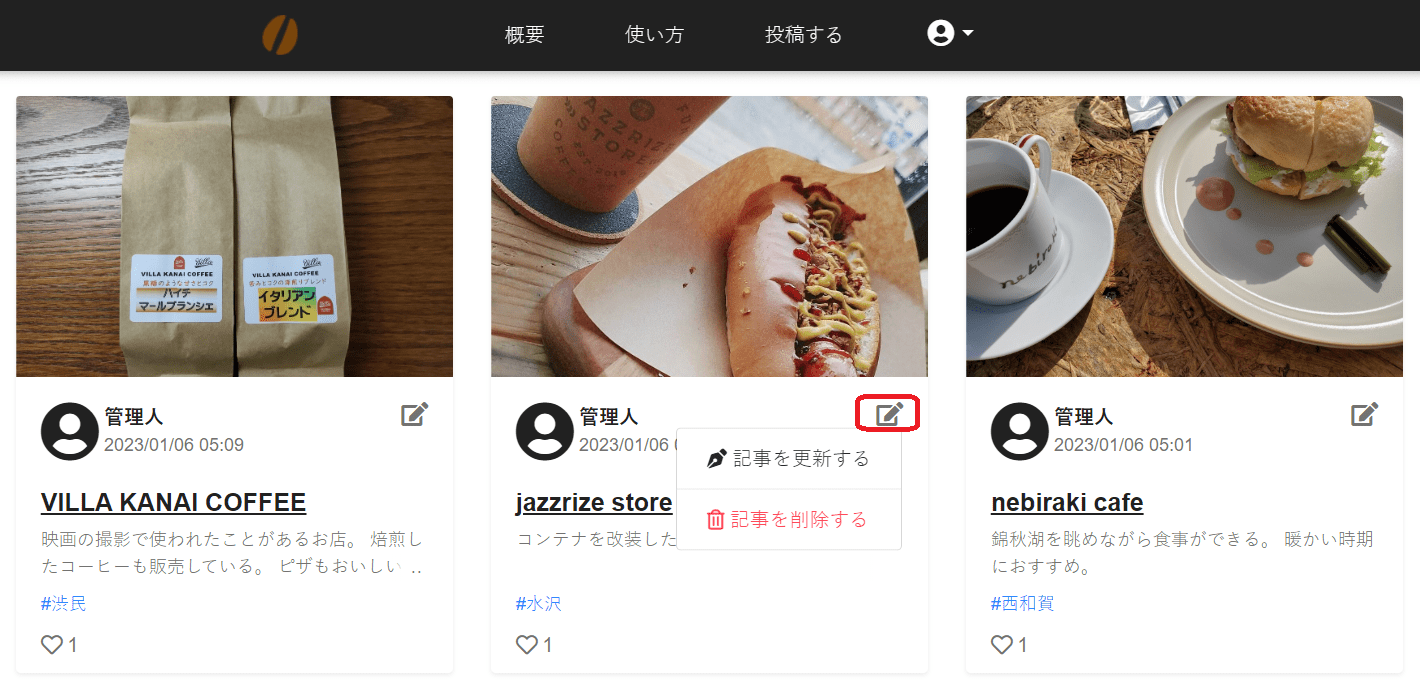 概要
使い方
投稿する
VILLA KANAI COFFEE
黒糖のような甘さとコク
ハイチ
マールブランシェ
VILLA KANAI COFFEE
苦みとコクの深煎りブレンド
イタリアン
ブレンド
JAZZRIZE
STORE
COFFEE
nebirak
管理人
2023/01/06 05:09
VILLA KANAI COFFEE
映画の撮影で使われたことがあるお店。 焙煎し
たコーヒーも販売している。 ピザもおいしい ..
#渋民
1
管理人
2023/01/06
記事を更新する
記事を削除する
jazzrize store
コンテナを改装した
#水沢
1
管理人
2023/01/06 05:01
nebiraki cafe
錦秋湖を眺めながら食事ができる。 暖かい時期
におすすめ。
#西和賀
1